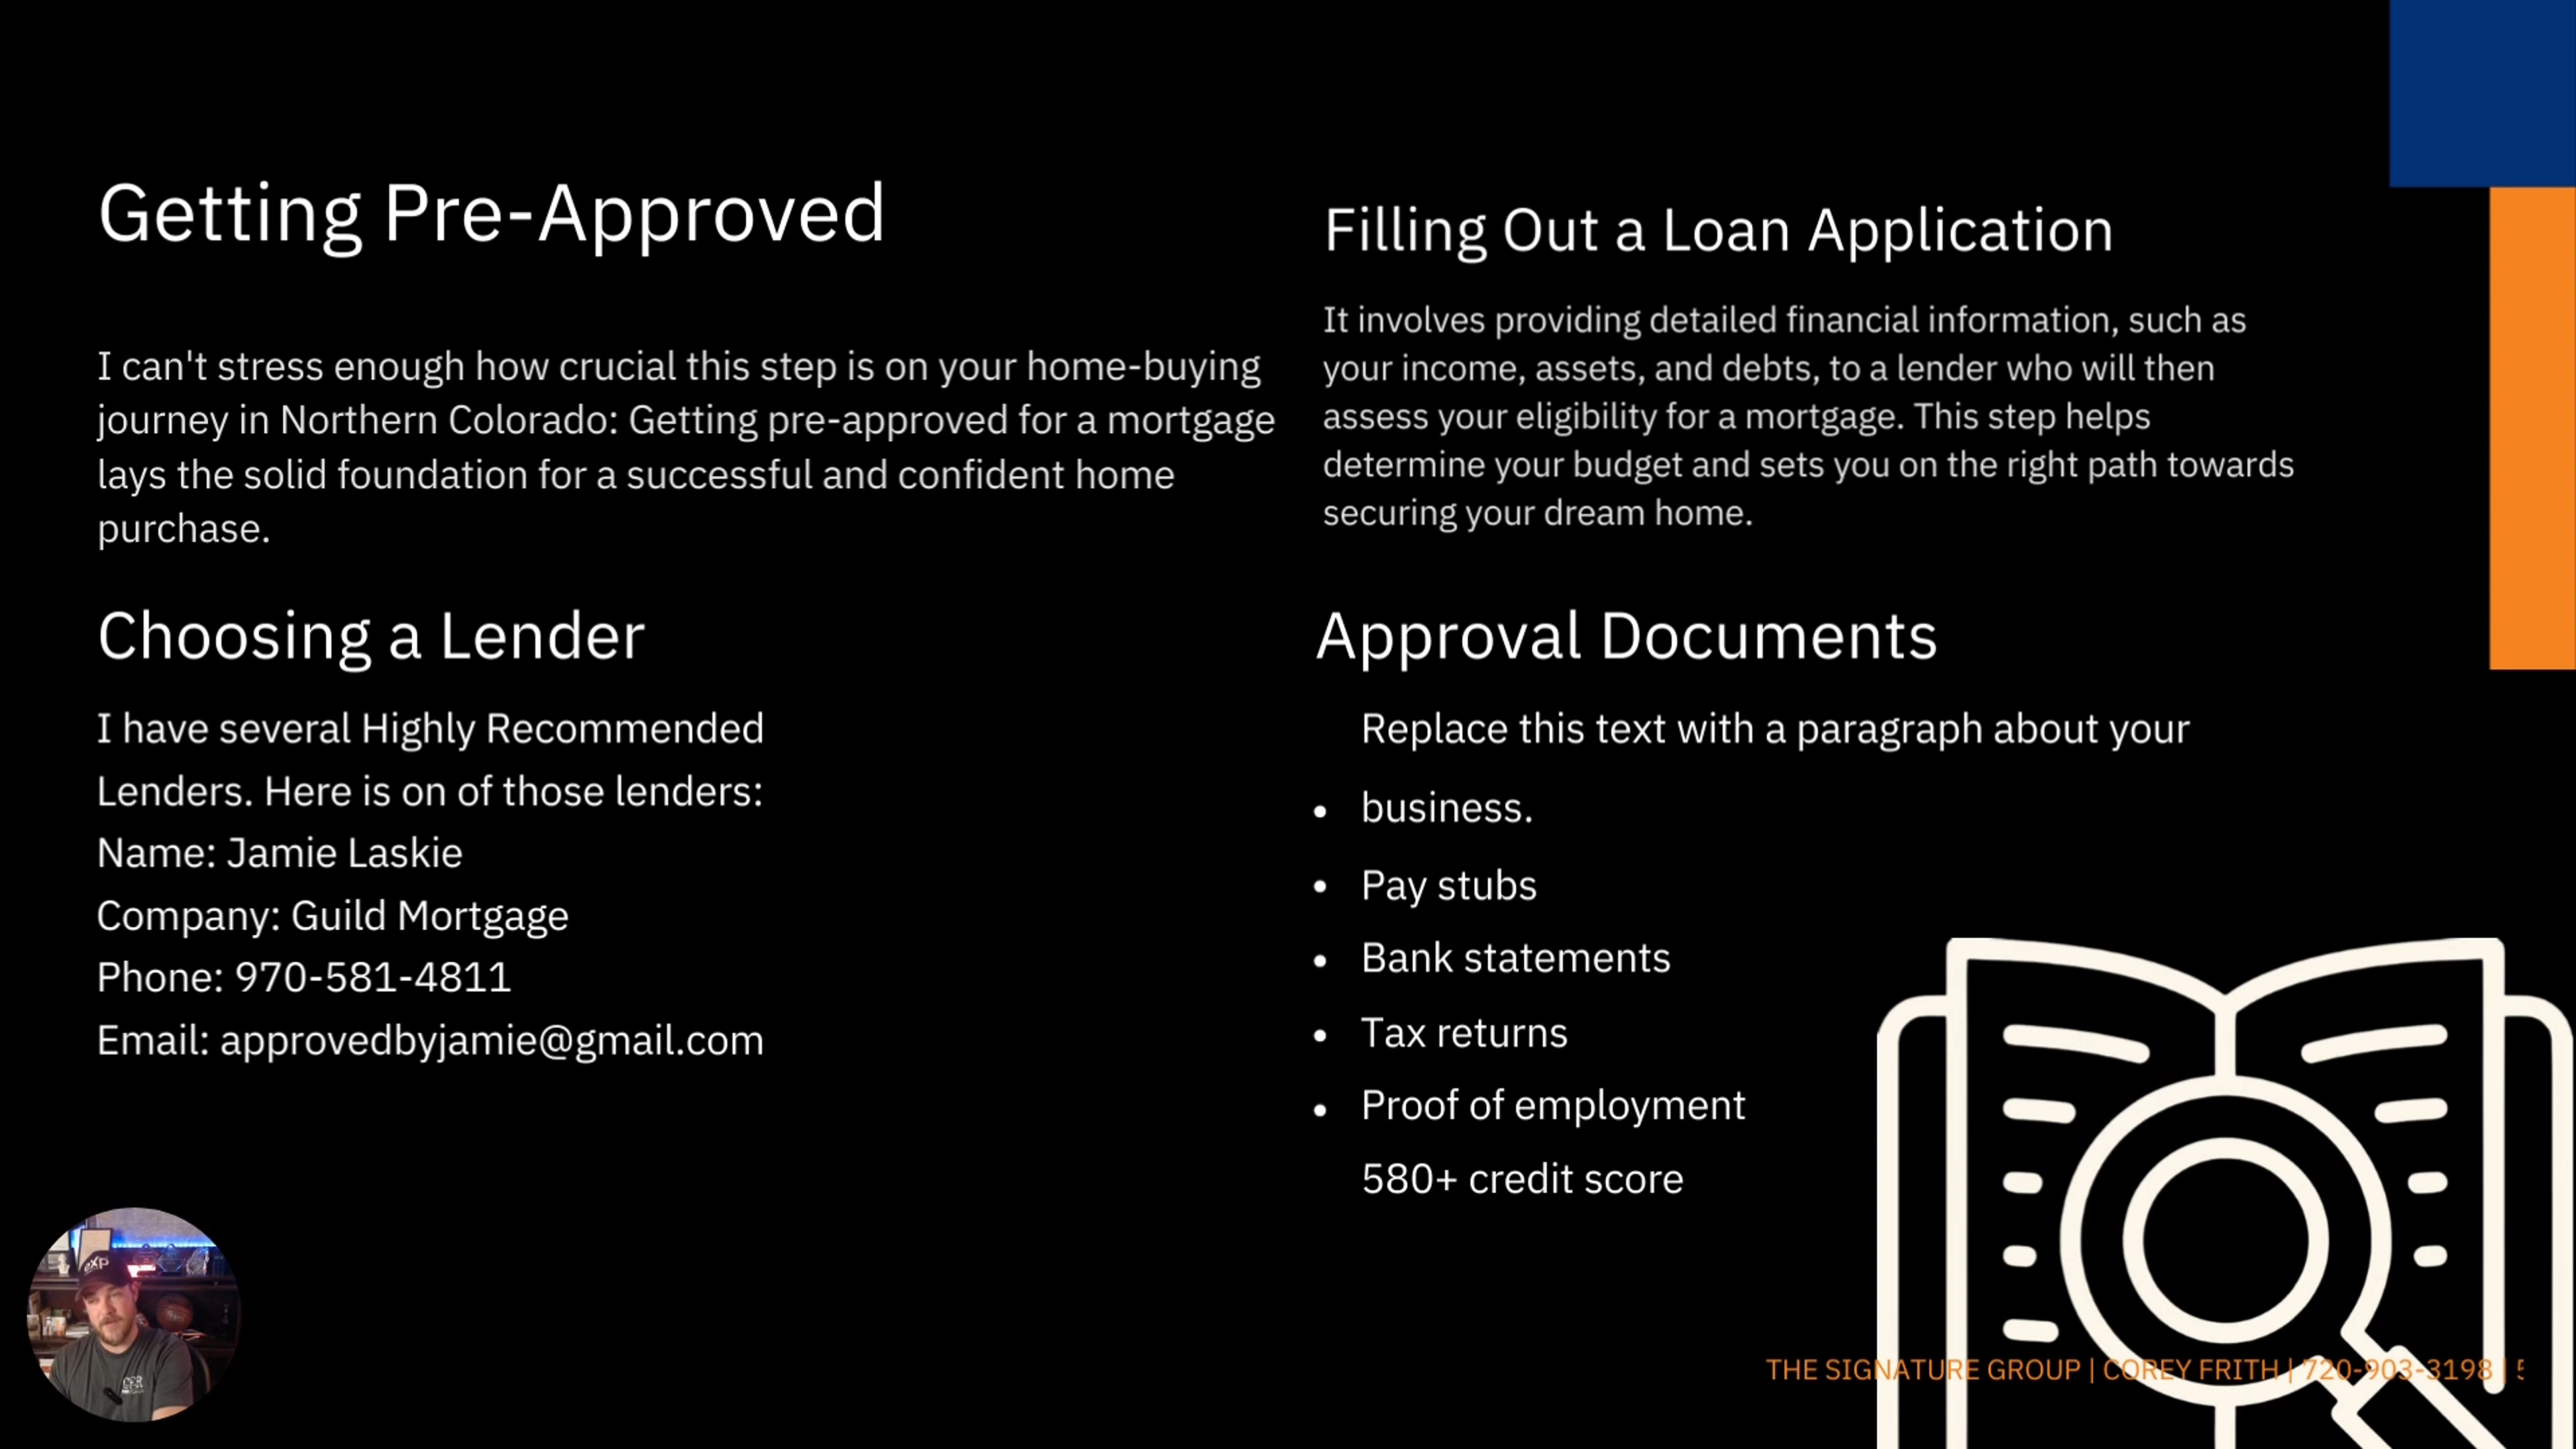 Getting Pre-Approved
I can't stress enough how crucial this step is on your home-buying
journey in Northern Colorado: Getting pre-approved for a mortgage
lays the solid foundation for a successful and confident home
purchase.
Choosing a Lender
I have several Highly Recommended
Lenders. Here is on of those lenders:
Name: Jamie Laskie
Company: Guild Mortgage
Phone: 970-581-4811
Email: approvedbyjamie@gmail.com
Filling Out a Loan Application
It involves providing detailed financial information, such as
your income, assets, and debts, to a lender who will then
assess your eligibility for a mortgage. This step helps
determine your budget and sets you on the right path towards
securing your dream home.
Approval Documents
Replace this text with a paragraph about your
• business.
• Pay stubs
• Bank statements
• Tax returns
• Proof of employment
580+ credit score
eXp
THE SIGNATURE GROUP | COREY FRITH | 720-903-3198 |